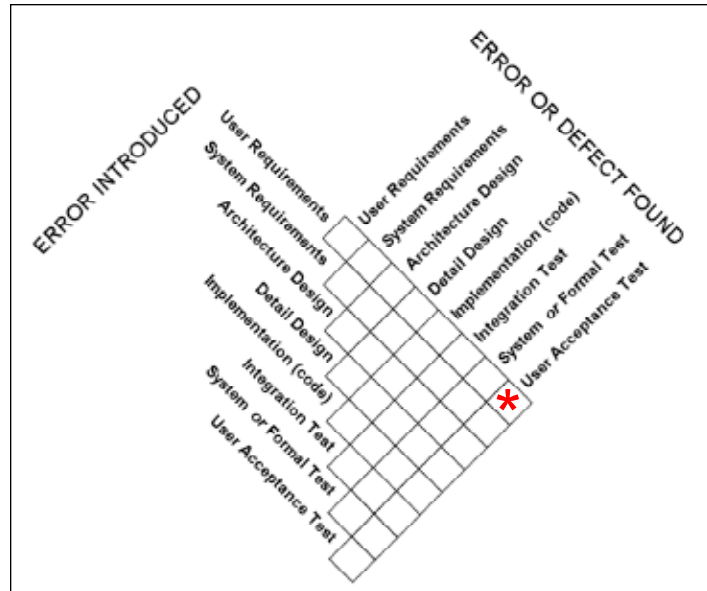 ERROR INTRODUCED
User Requirements
System Requirements
Architecture Design
Detail Design
Implementation (code)
Integration Test
System or Formal Test
User Acceptance Test
ERROR OR DEFECT FOUND
User Requirements
System Requirements
Architecture Design
Detail Design
Implementation (code)
Integration Test
System or Formal Test
User Acceptance Test
*